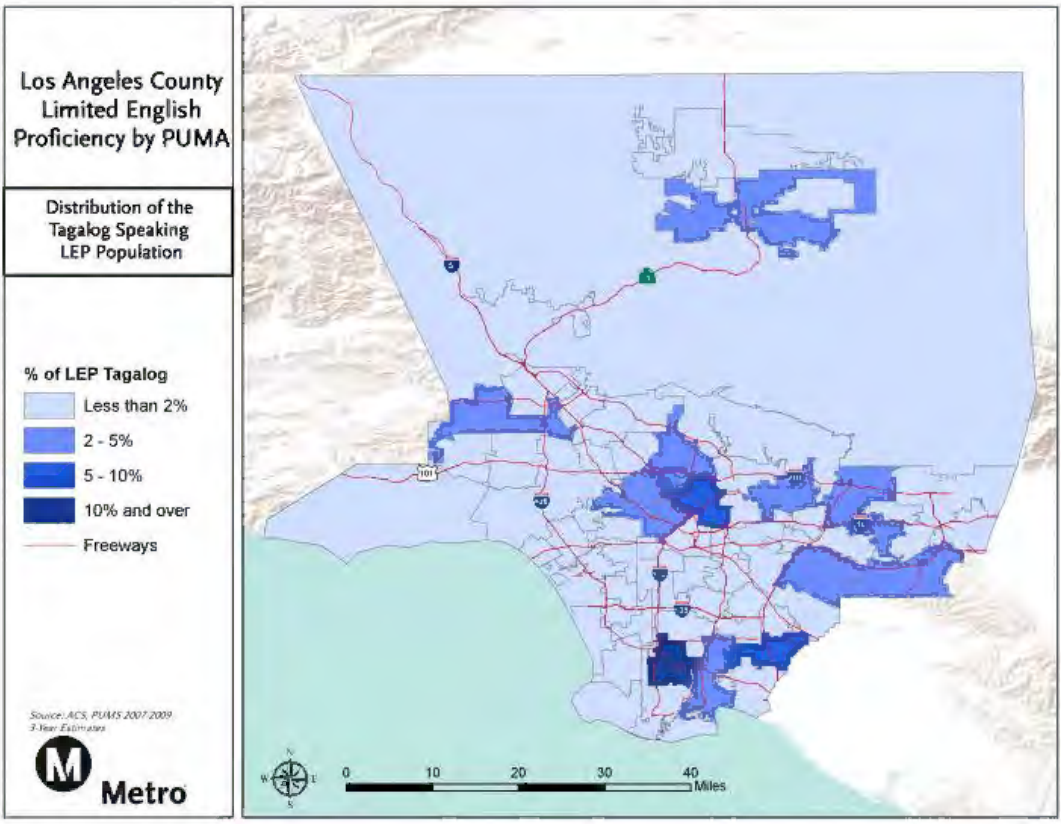 Los Angeles County
Limited English
Proficiency by PUMA
Distribution of the
Tagalog Speaking
LEP Population
% of LEP Tagalog
Less than 2%
2 - 5%
5 - 10%
10% and over
Freeways
Source: ACS, PUMS 2007-2009
3-Year Estimates
M
Metro
5
101
N
W
E
S
0 10 20 30 40
Miles